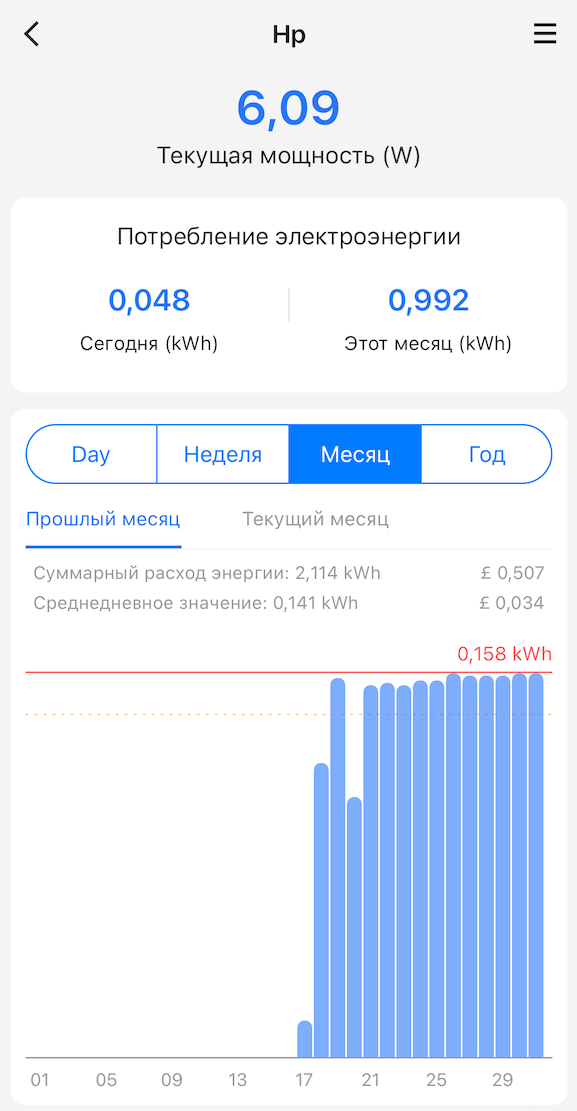 Hp
6,09
Текущая мощность (W)
Потребление электроэнергии
0,048 0,992
Сегодня (kWh) Этот месяц (kWh)
Day Неделя Месяц Год
Прошлый месяц Текущий месяц
Суммарный расход энергии: 2,114 kWh £ 0,507
Среднедневное значение: 0,141 kWh £ 0,034
0,158 kWh
01 05 09 13 17 21 25 29